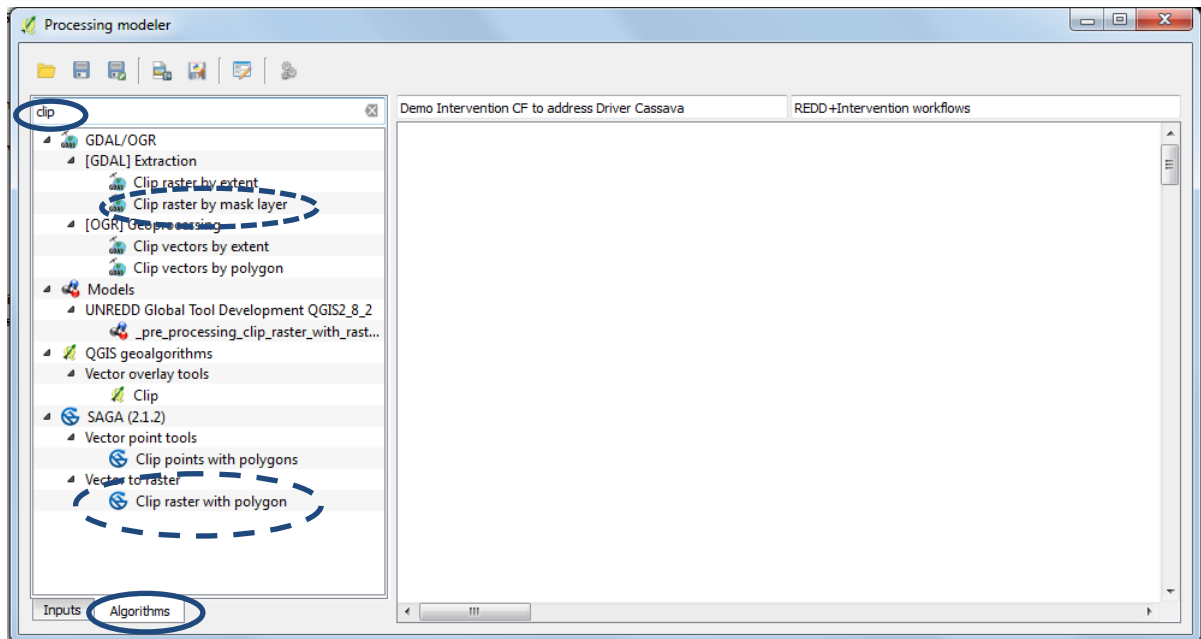 Processing modeler
clip
Demo Intervention CF to address Driver Cassava
REDD+Intervention workflows
GDAL/OGR
[GDAL] Extraction
Clip raster by extent
Clip raster by mask layer
[OGR] Geoprocessing
Clip vectors by extent
Clip vectors by polygon
Models
UNREDD Global Tool Development QGIS2_8_2
_pre_processing_clip_raster_with_rast...
QGIS geoalgorithms
Vector overlay tools
Clip
SAGA (2.1.2)
Vector point tools
Clip points with polygons
Vector to raster
Clip raster with polygon
Inputs
Algorithms